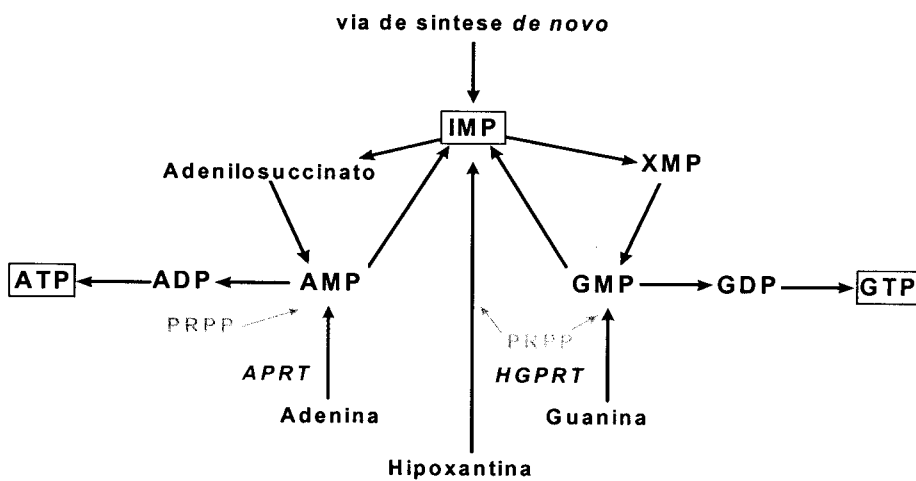 via de sintese de novo
IMP
Adenilosuccinato
XMP
ATP ADP AMP GMP GDP GTP
PRPP PRPP
APRT HGPRT
Adenina Guanina
Hipoxantina